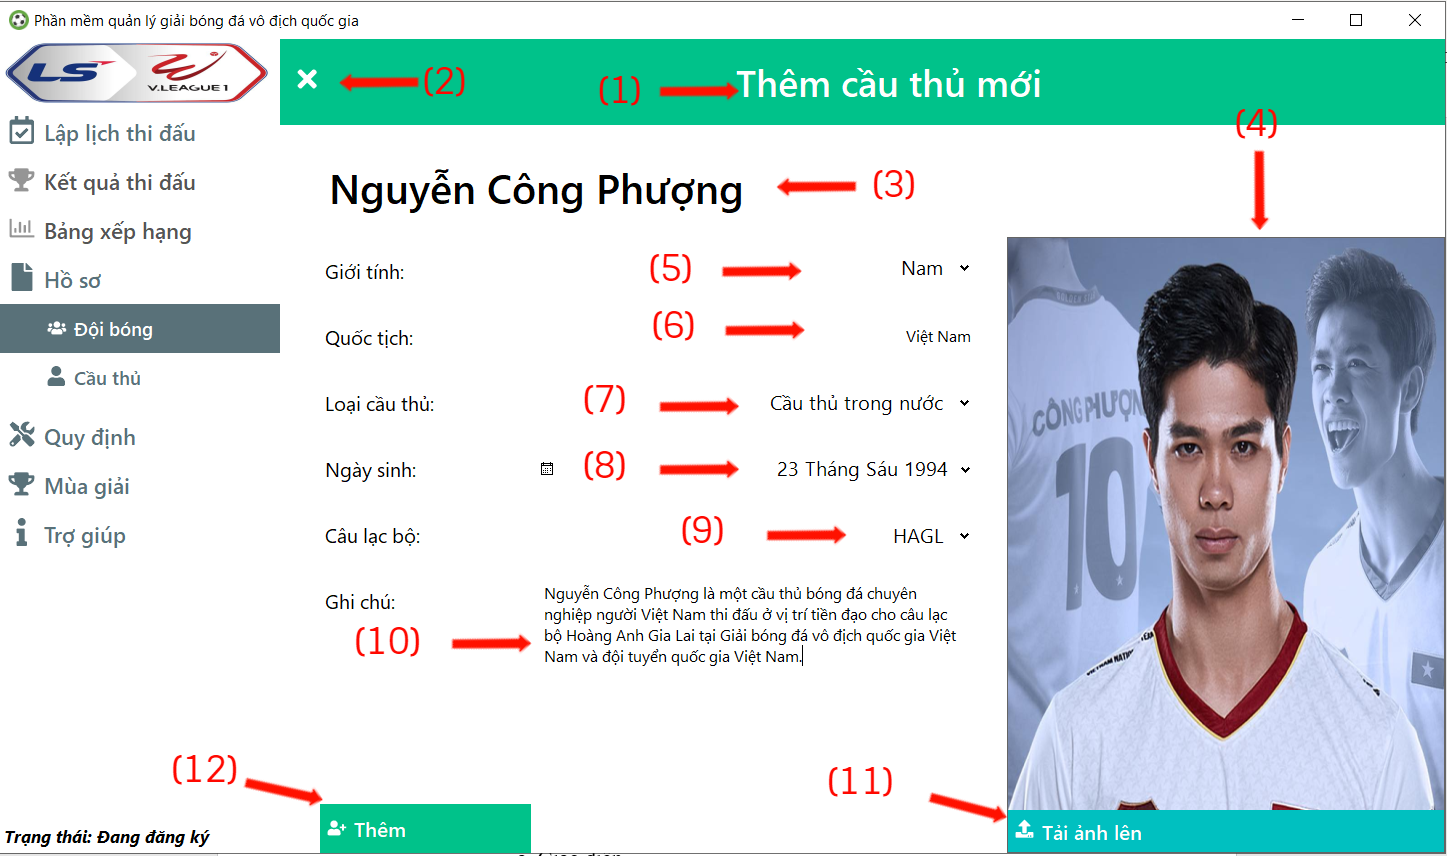 Phần mềm quản lý giải bóng đá vô địch quốc gia
LS V.LEAGUE 1
Lập lịch thi đấu
Kết quả thi đấu
Bảng xếp hạng
Hồ sơ
Đội bóng
Cầu thủ
Quy định
Mùa giải
Trợ giúp
Trạng thái: Đang đăng ký
(2)
(1) Thêm cầu thủ mới
(4)
Nguyễn Công Phượng (3)
Giới tính: (5) Nam
Quốc tịch: (6) Việt Nam
Loại cầu thủ: (7) Cầu thủ trong nước
Ngày sinh: (8) 23 Tháng Sáu 1994
Câu lạc bộ: (9) HAGL
Ghi chú: (10)
Nguyễn Công Phượng là một cầu thủ bóng đá chuyên
nghiệp người Việt Nam thi đấu ở vị trí tiền đạo cho câu lạc
bộ Hoàng Anh Gia Lai tại Giải bóng đá vô địch quốc gia Việt
Nam và đội tuyển quốc gia Việt Nam.
CÔNG PHƯỢN
10
(12)
Thêm
(11)
Tải ảnh lên